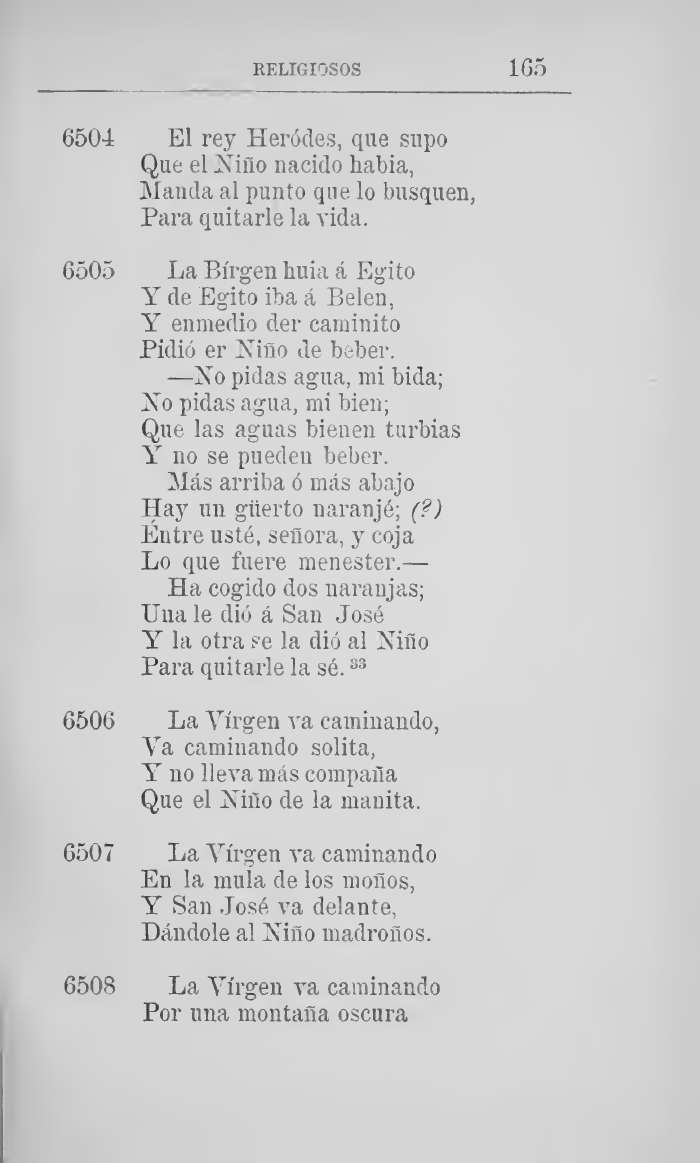 RELIGIOSOS 165
6504 El rey Heródes, que supo
Que el Niño nacido habia,
Manda al punto que lo busquen,
Para quitarle la vida.
6505 La Bírgen huia á Egito
Y de Egito iba á Belen,
Y enmedio der caminito
Pidió er Niño de beber.
—No pidas agua, mi bida;
No pidas agua, mi bien;
Que las aguas bienen turbias
Y no se pueden beber.
Más arriba ó más abajo
Hay un güerto naranjé; (?)
Éntre usté, señora, y coja
Lo que fuere menester.—
Ha cogido dos naranjas;
Una le dió á San José
Y la otra se la dió al Niño
Para quitarle la sé. 33
6506 La Vírgen va caminando,
Va caminando solita,
Y no lleva más compaña
Que el Niño de la manita.
6507 La Vírgen va caminando
En la mula de los moños,
Y San José va delante,
Dándole al Niño madroños.
6508 La Vírgen va caminando
Por una montaña oscura